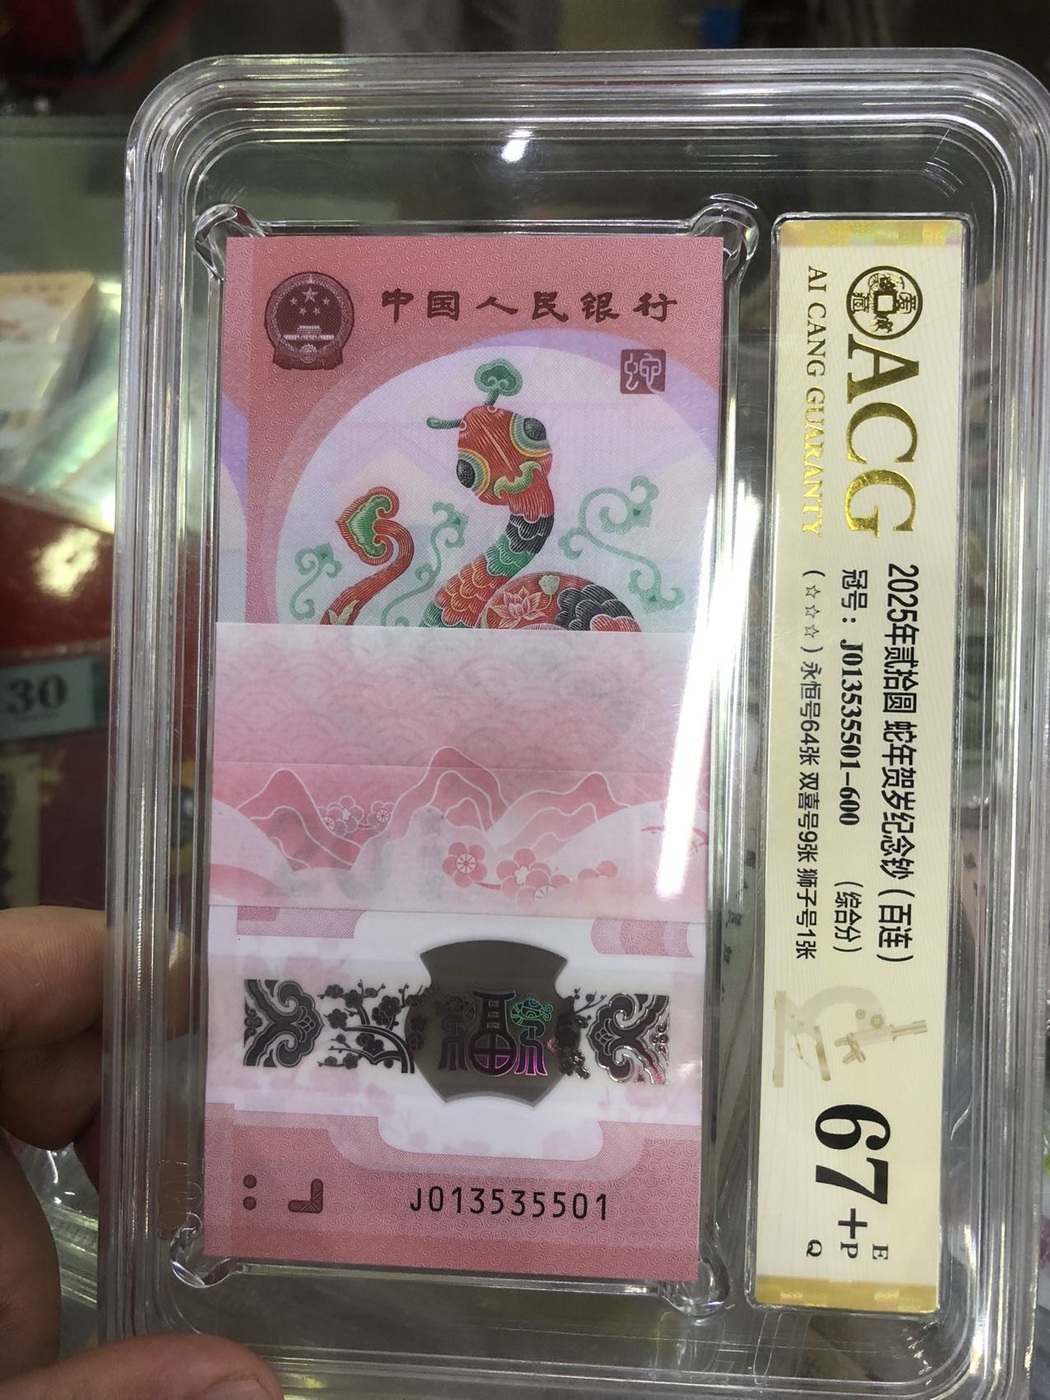 中国人民银行
蛇
福
J013535501
ACG
AI CANG GUARANTY
2025年贰拾圆 蛇年贺岁纪念钞（百连）
冠号：J013535501-600 （综合分）
（☆☆☆）永恒号64张 双喜号9张 狮子号1张
67+
E
P
Q
30